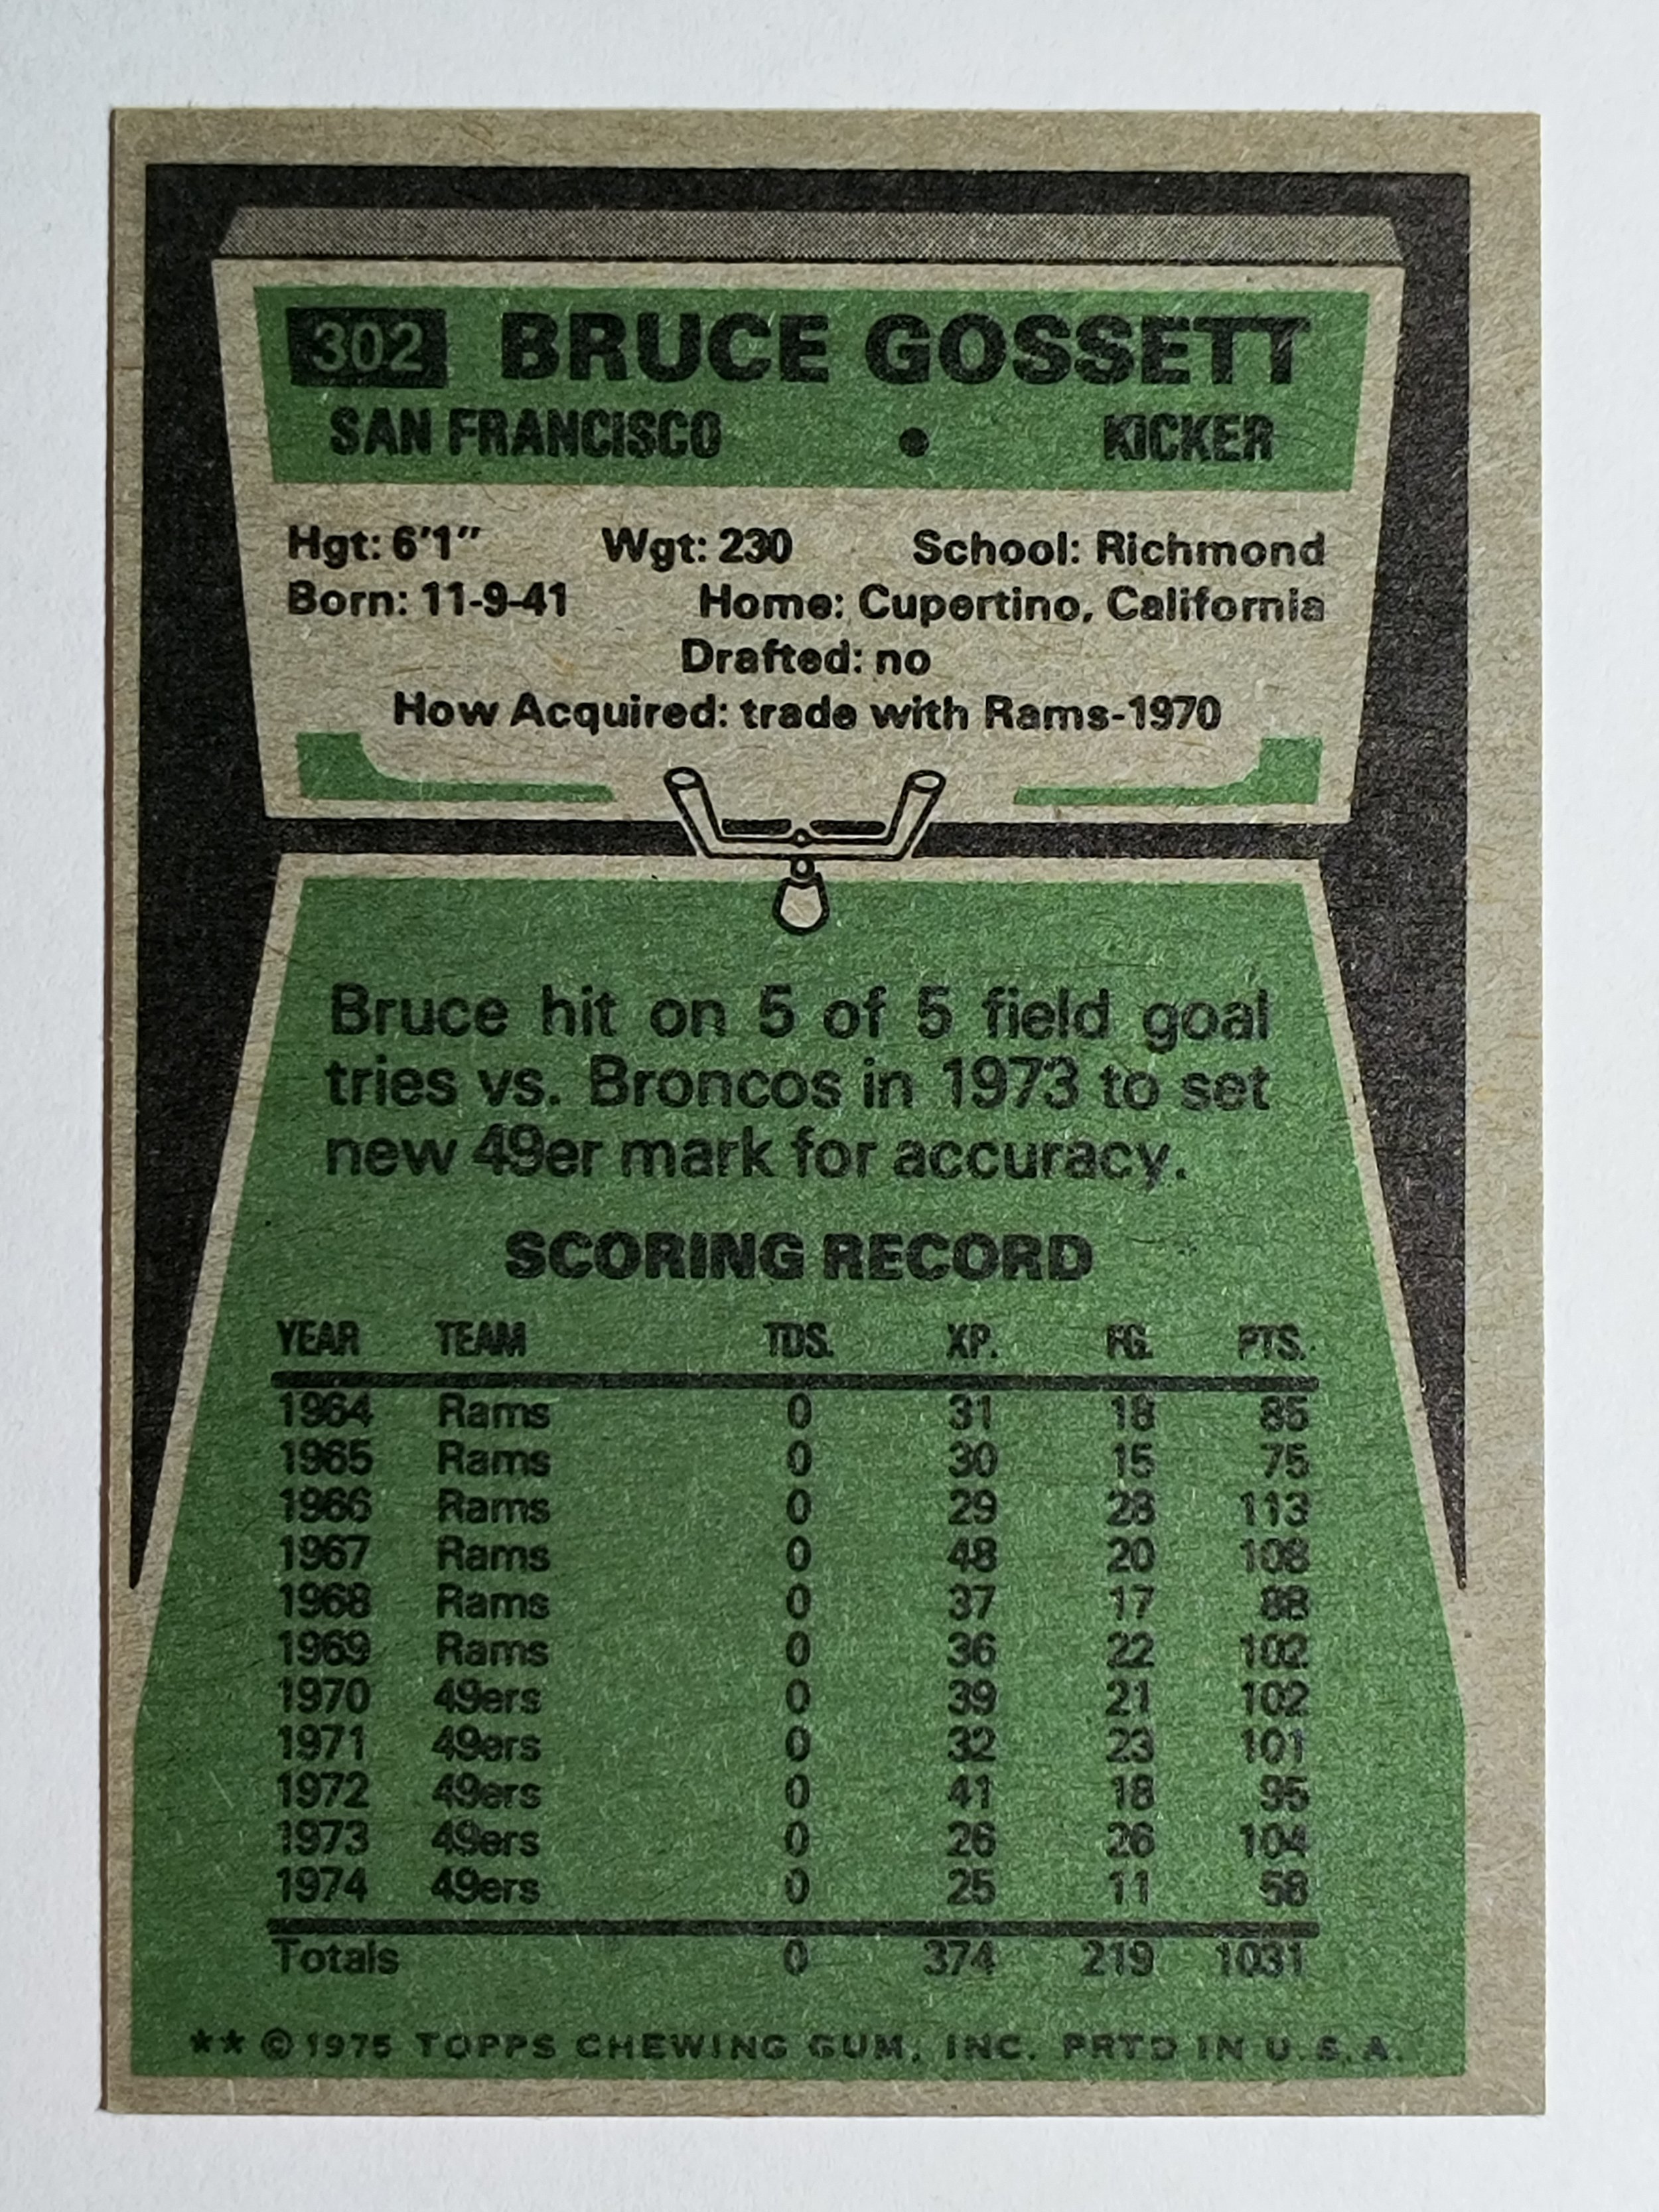 302 BRUCE GOSSETT
SAN FRANCISCO • KICKER
Hgt: 6'1" Wgt: 230 School: Richmond
Born: 11-9-41 Home: Cupertino, California
Drafted: no
How Acquired: trade with Rams-1970
Bruce hit on 5 of 5 field goal
tries vs. Broncos in 1973 to set
new 49er mark for accuracy.
SCORING RECORD
YEAR TEAM TDS. XP. FG. PTS.
1964 Rams 0 31 18 85
1965 Rams 0 30 15 75
1966 Rams 0 29 28 113
1967 Rams 0 48 20 108
1968 Rams 0 37 17 88
1969 Rams 0 36 22 102
1970 49ers 0 39 21 102
1971 49ers 0 32 23 101
1972 49ers 0 41 18 95
1973 49ers 0 26 26 104
1974 49ers 0 25 11 58
Totals 0 374 219 1031
** © 1975 TOPPS CHEWING GUM, INC. PRTD IN U.S.A.